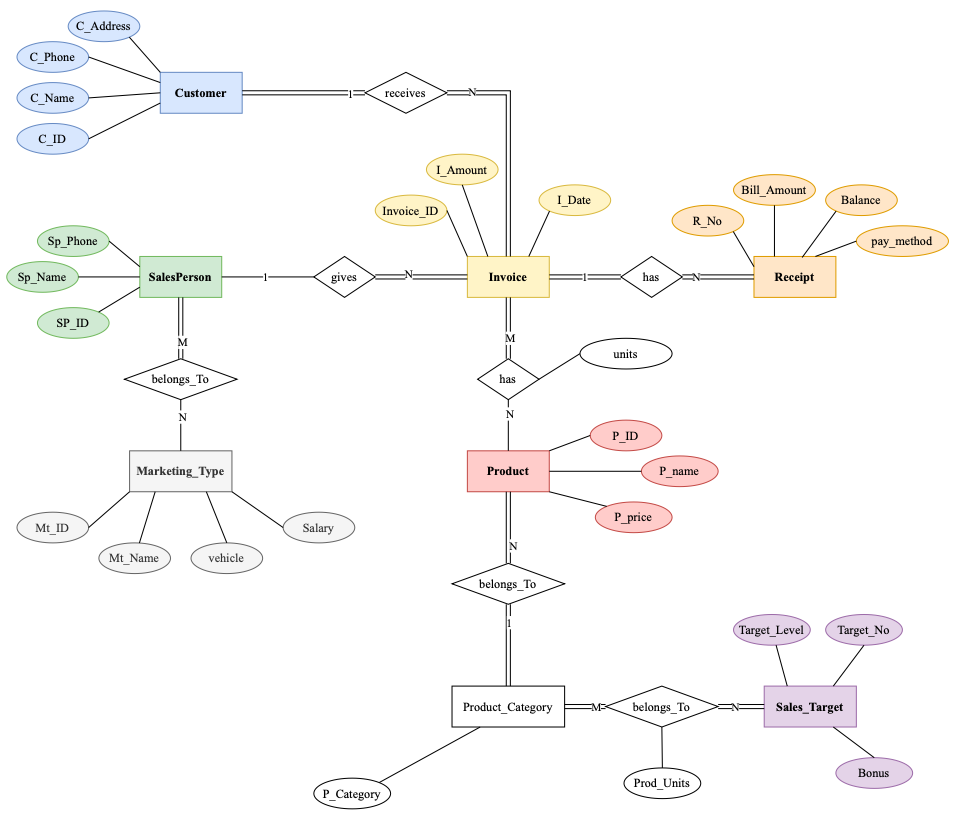 C_Address
C_Phone
Customer
1
receives
N
C_Name
C_ID
I_Amount
Invoice_ID
I_Date
Bill_Amount
R_No
Balance
pay_method
Sp_Phone
Sp_Name
SP_ID
SalesPerson
1
gives
N
Invoice
1
has
N
Receipt
M
belongs_To
N
M
has
units
N
Marketing_Type
Mt_ID
Mt_Name
vehicle
Salary
Product
P_ID
P_name
P_price
N
belongs_To
1
Target_Level
Target_No
Product_Category
M
belongs_To
N
Sales_Target
P_Category
Prod_Units
Bonus